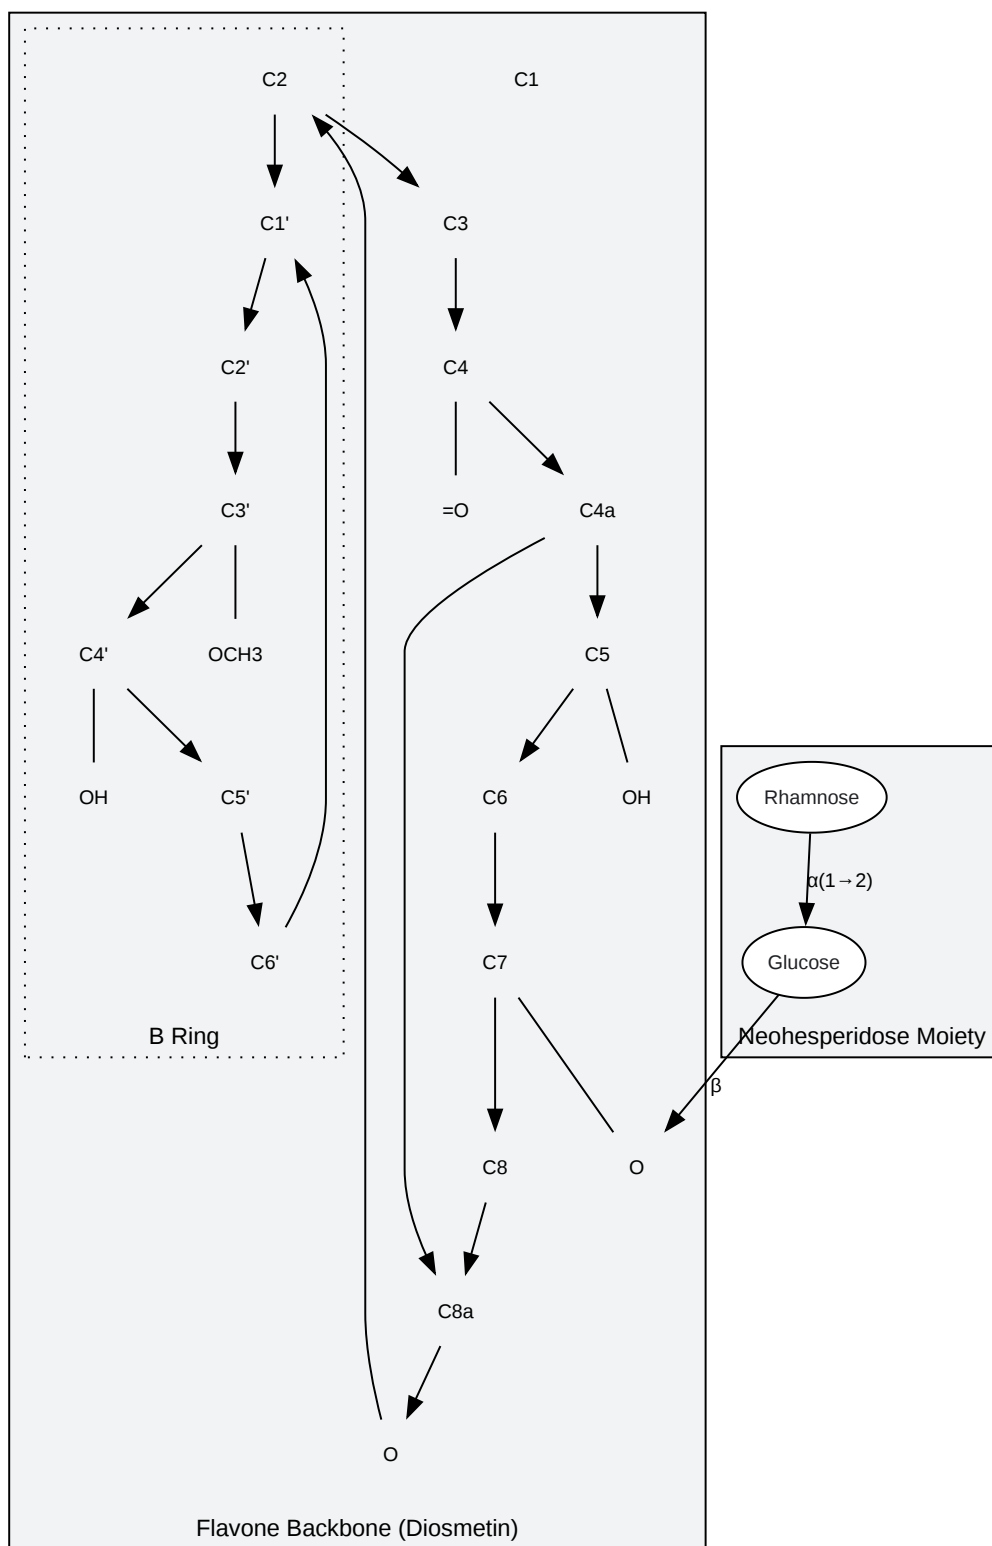 C2 C1
C1' C3
C2' C4
C3' =O C4a
C4' OCH3 C5
OH C5' C6 OH Rhamnose
α(1→2)
C6' C7 Glucose
B Ring Neohesperidose Moiety
β
C8 O
C8a
O
Flavone Backbone (Diosmetin)